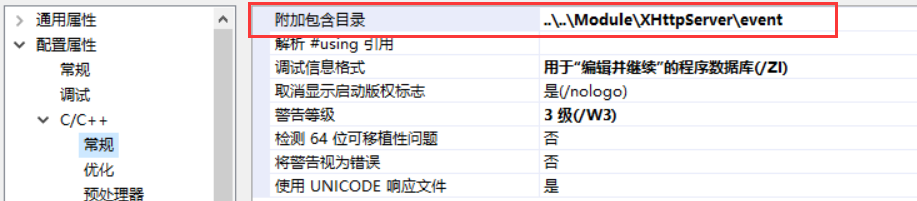 通用属性
配置属性
常规
调试
C/C++
常规
优化
预处理器
附加包含目录 ..\..\Module\XHttpServer\event
解析 #using 引用
调试信息格式 用于“编辑并继续”的程序数据库(/ZI)
取消显示启动版权标志 是(/nologo)
警告等级 3 级(/W3)
检测 64 位可移植性问题 否
将警告视为错误 否
使用 UNICODE 响应文件 是